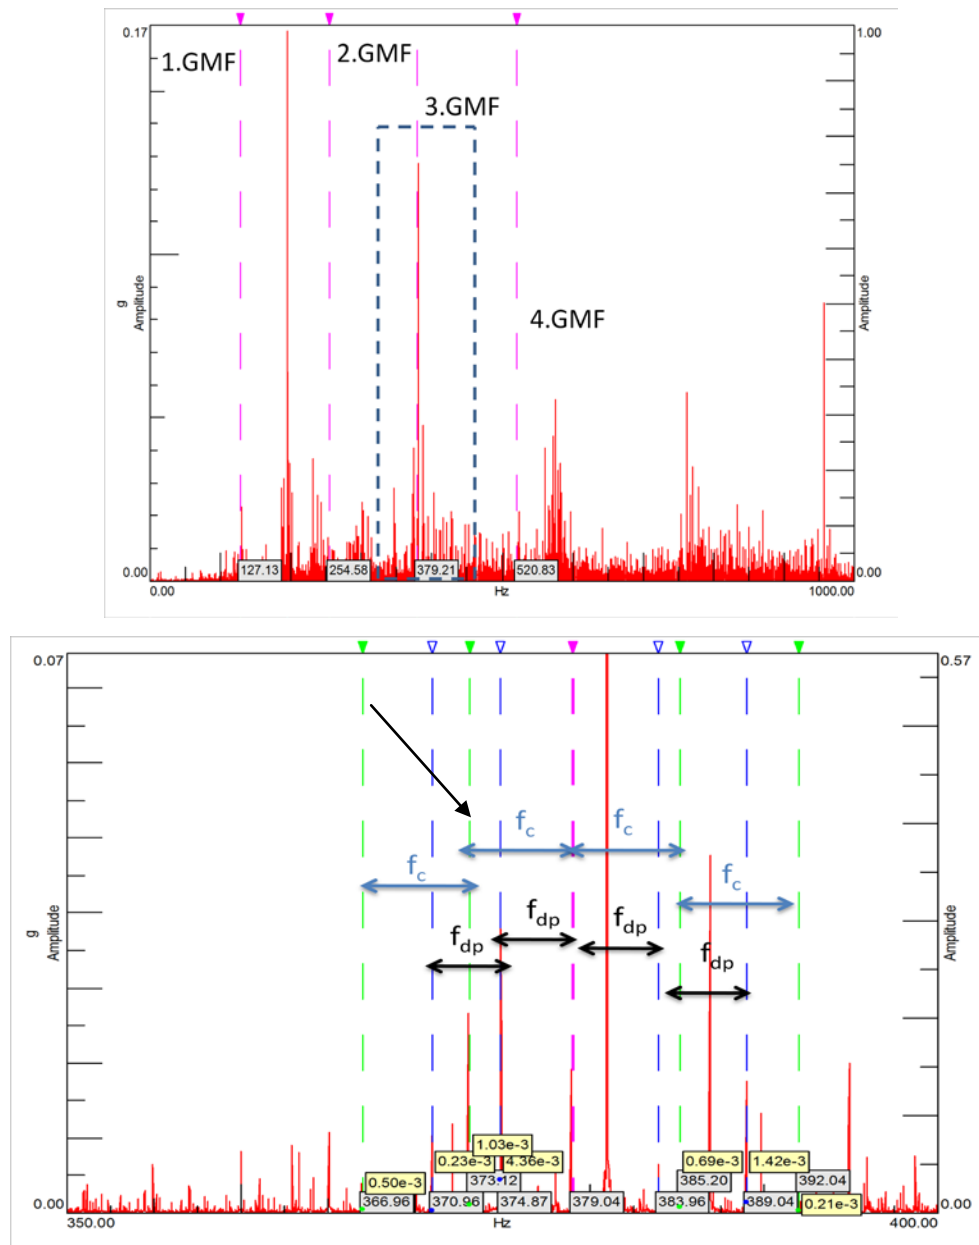 0.17
1.00
1.GMF
2.GMF
3.GMF
4.GMF
g
Amplitude
Amplitude
0.00
127.13
254.58
379.21
520.83
0.00
0.00
Hz
1000.00
0.07
0.57
fc
fc
fc
fc
fdp
fdp
fdp
fdp
g
Amplitude
Amplitude
1.03e-3
0.23e-3
4.36e-3
0.69e-3
1.42e-3
0.50e-3
373.12
385.20
392.04
0.00
366.96
370.96
374.87
379.04
383.96
389.04
0.21e-3
0.00
350.00
Hz
400.00